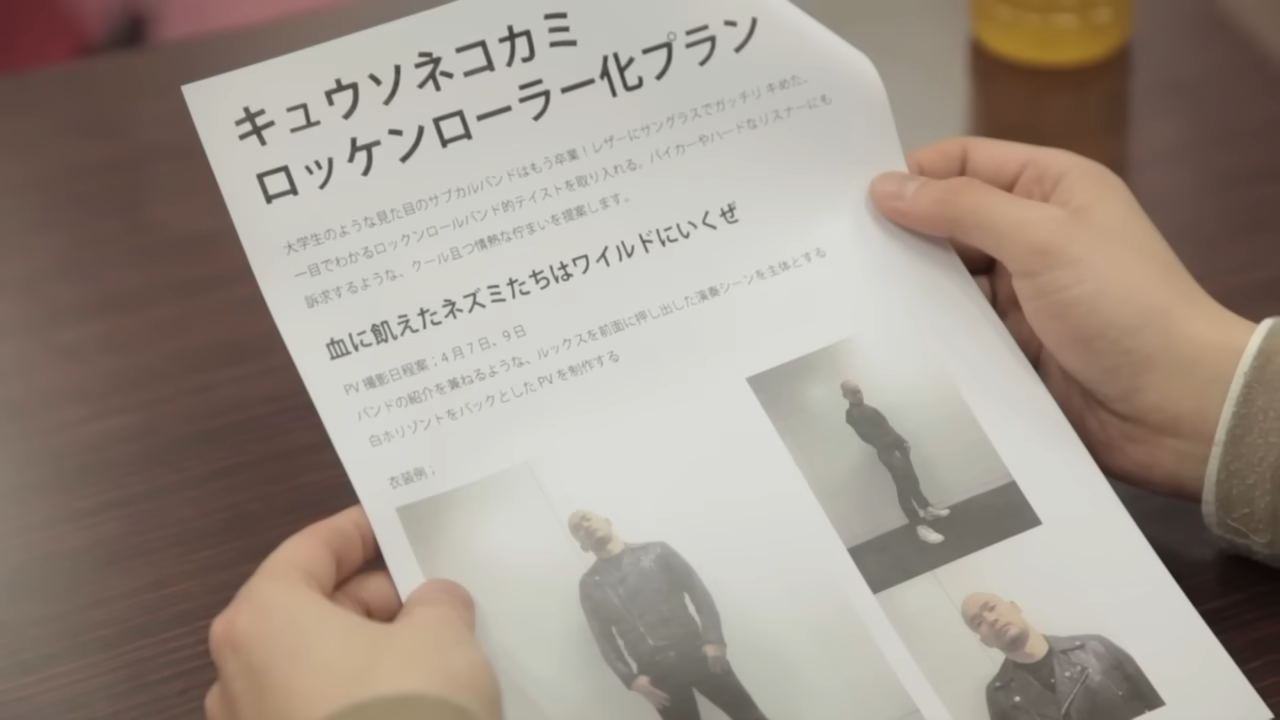 キュウソネコカミ
ロッケンローラー化プラン
大学生のような見た目のサブカルバンドはもう卒業！レザーにサングラスでガッチリキめた、
一目でわかるロックンロールバンド的テイストを取り入れる。バイカーやハードなリスナーにも
訴求するような、クール且つ情熱な佇まいを提案します。
血に飢えたネズミたちはワイルドにいくぜ
PV 撮影日程案；4月7日、9日
バンドの紹介を兼ねるような、ルックスを前面に押し出した演奏シーンを主体とする
白ホリゾントをバックとした PV を制作する
衣装例；